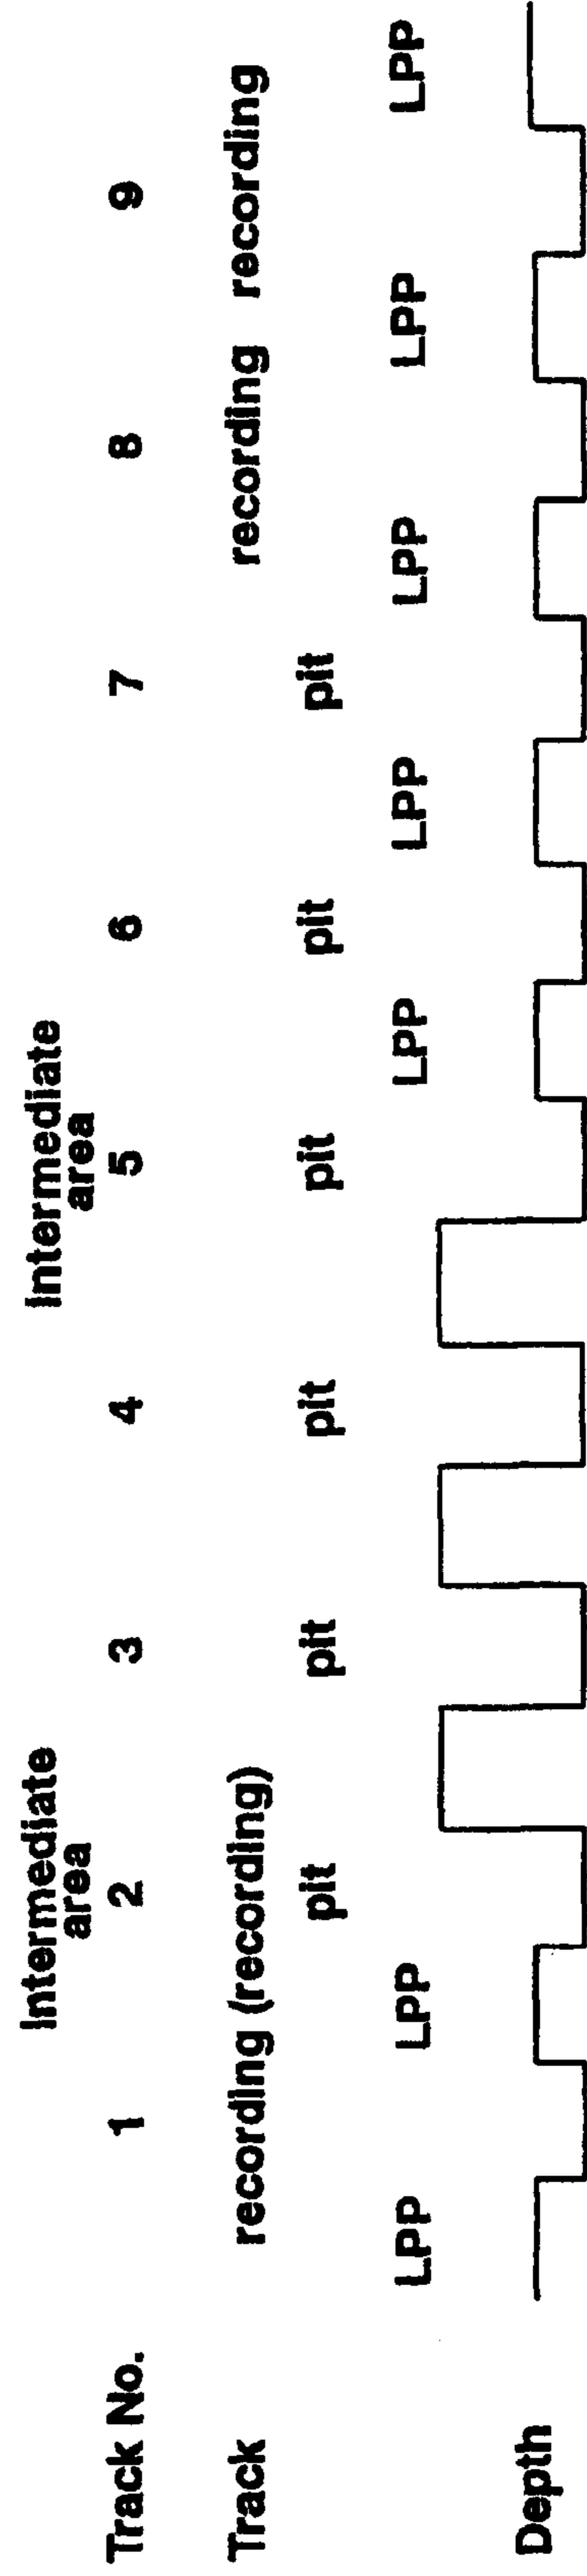 Intermediate area Intermediate area
Track No. 1 2 3 4 5 6 7 8 9
Track recording (recording) recording recording
pit pit pit pit pit pit
LPP LPP LPP LPP LPP LPP LPP
Depth